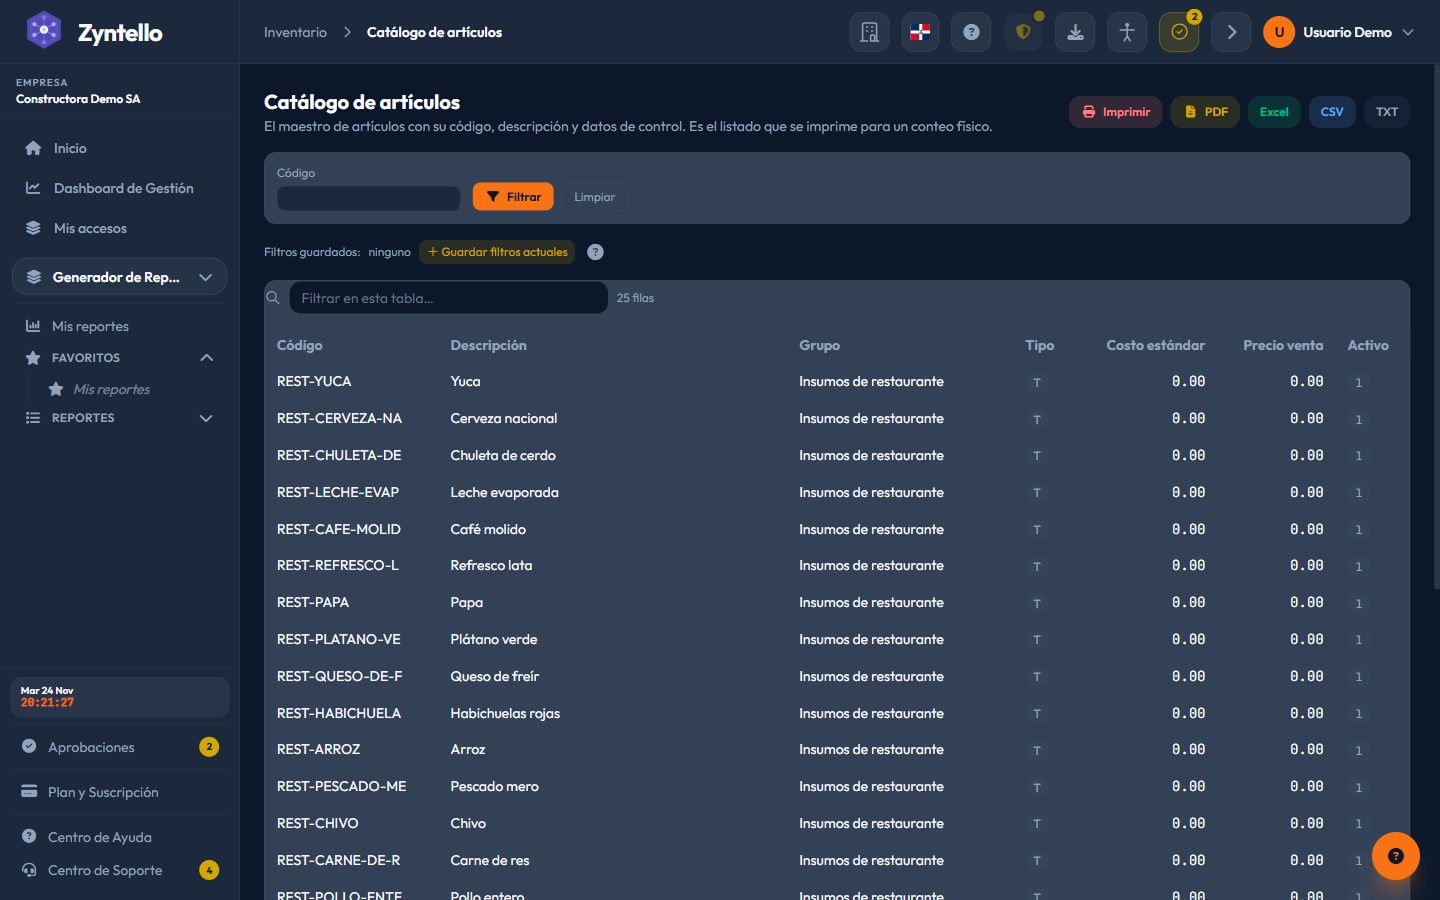 Zyntello
Inventario
Catálogo de artículos
2
U
Usuario Demo
EMPRESA
Constructora Demo SA
Inicio
Dashboard de Gestión
Mis accesos
Generador de Rep...
Mis reportes
FAVORITOS
Mis reportes
REPORTES
Mar 24 Nov
20:21:27
Aprobaciones
2
Plan y Suscripción
Centro de Ayuda
Centro de Soporte
4
Catálogo de artículos
El maestro de artículos con su código, descripción y datos de control. Es el listado que se imprime para un conteo físico.
Imprimir
PDF
Excel
CSV
TXT
Código
Filtrar
Limpiar
Filtros guardados: ninguno
+ Guardar filtros actuales
?
Filtrar en esta tabla...
25 filas
Código Descripción Grupo Tipo Costo estándar Precio venta Activo
REST-YUCA Yuca Insumos de restaurante T 0.00 0.00 1
REST-CERVEZA-NA Cerveza nacional Insumos de restaurante T 0.00 0.00 1
REST-CHULETA-DE Chuleta de cerdo Insumos de restaurante T 0.00 0.00 1
REST-LECHE-EVAP Leche evaporada Insumos de restaurante T 0.00 0.00 1
REST-CAFE-MOLID Café molido Insumos de restaurante T 0.00 0.00 1
REST-REFRESCO-L Refresco lata Insumos de restaurante T 0.00 0.00 1
REST-PAPA Papa Insumos de restaurante T 0.00 0.00 1
REST-PLATANO-VE Plátano verde Insumos de restaurante T 0.00 0.00 1
REST-QUESO-DE-F Queso de freír Insumos de restaurante T 0.00 0.00 1
REST-HABICHUELA Habichuelas rojas Insumos de restaurante T 0.00 0.00 1
REST-ARROZ Arroz Insumos de restaurante T 0.00 0.00 1
REST-PESCADO-ME Pescado mero Insumos de restaurante T 0.00 0.00 1
REST-CHIVO Chivo Insumos de restaurante T 0.00 0.00 1
REST-CARNE-DE-R Carne de res Insumos de restaurante T 0.00 0.00 1
REST-POLLO-ENTE Pollo entero Insumos de restaurante T 0.00 0.00 1